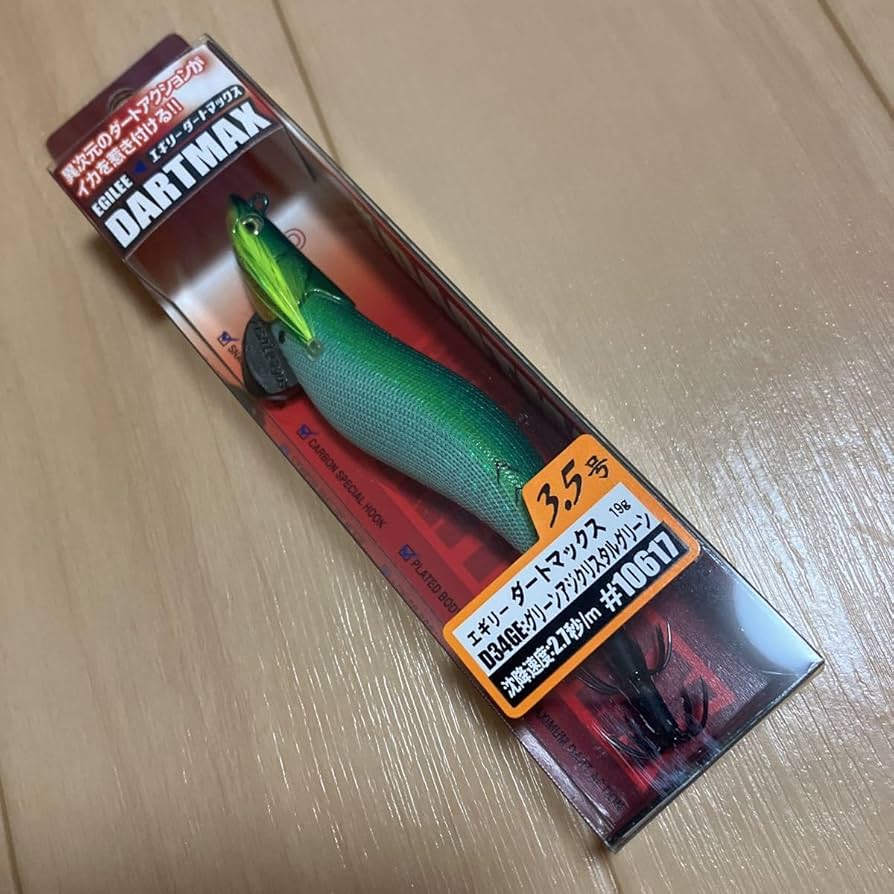 異次元のダートアクションが
イカを惹き付ける!!
EGILEE エギリー ダートマックス
DARTMAX
CARBON SPECIAL HOOK
PLATED BODY
3.5号
エギリー ダートマックス 19g
D34GE:グリーンアジクリスタルグリーン
沈降速度:2.7秒/m #10617